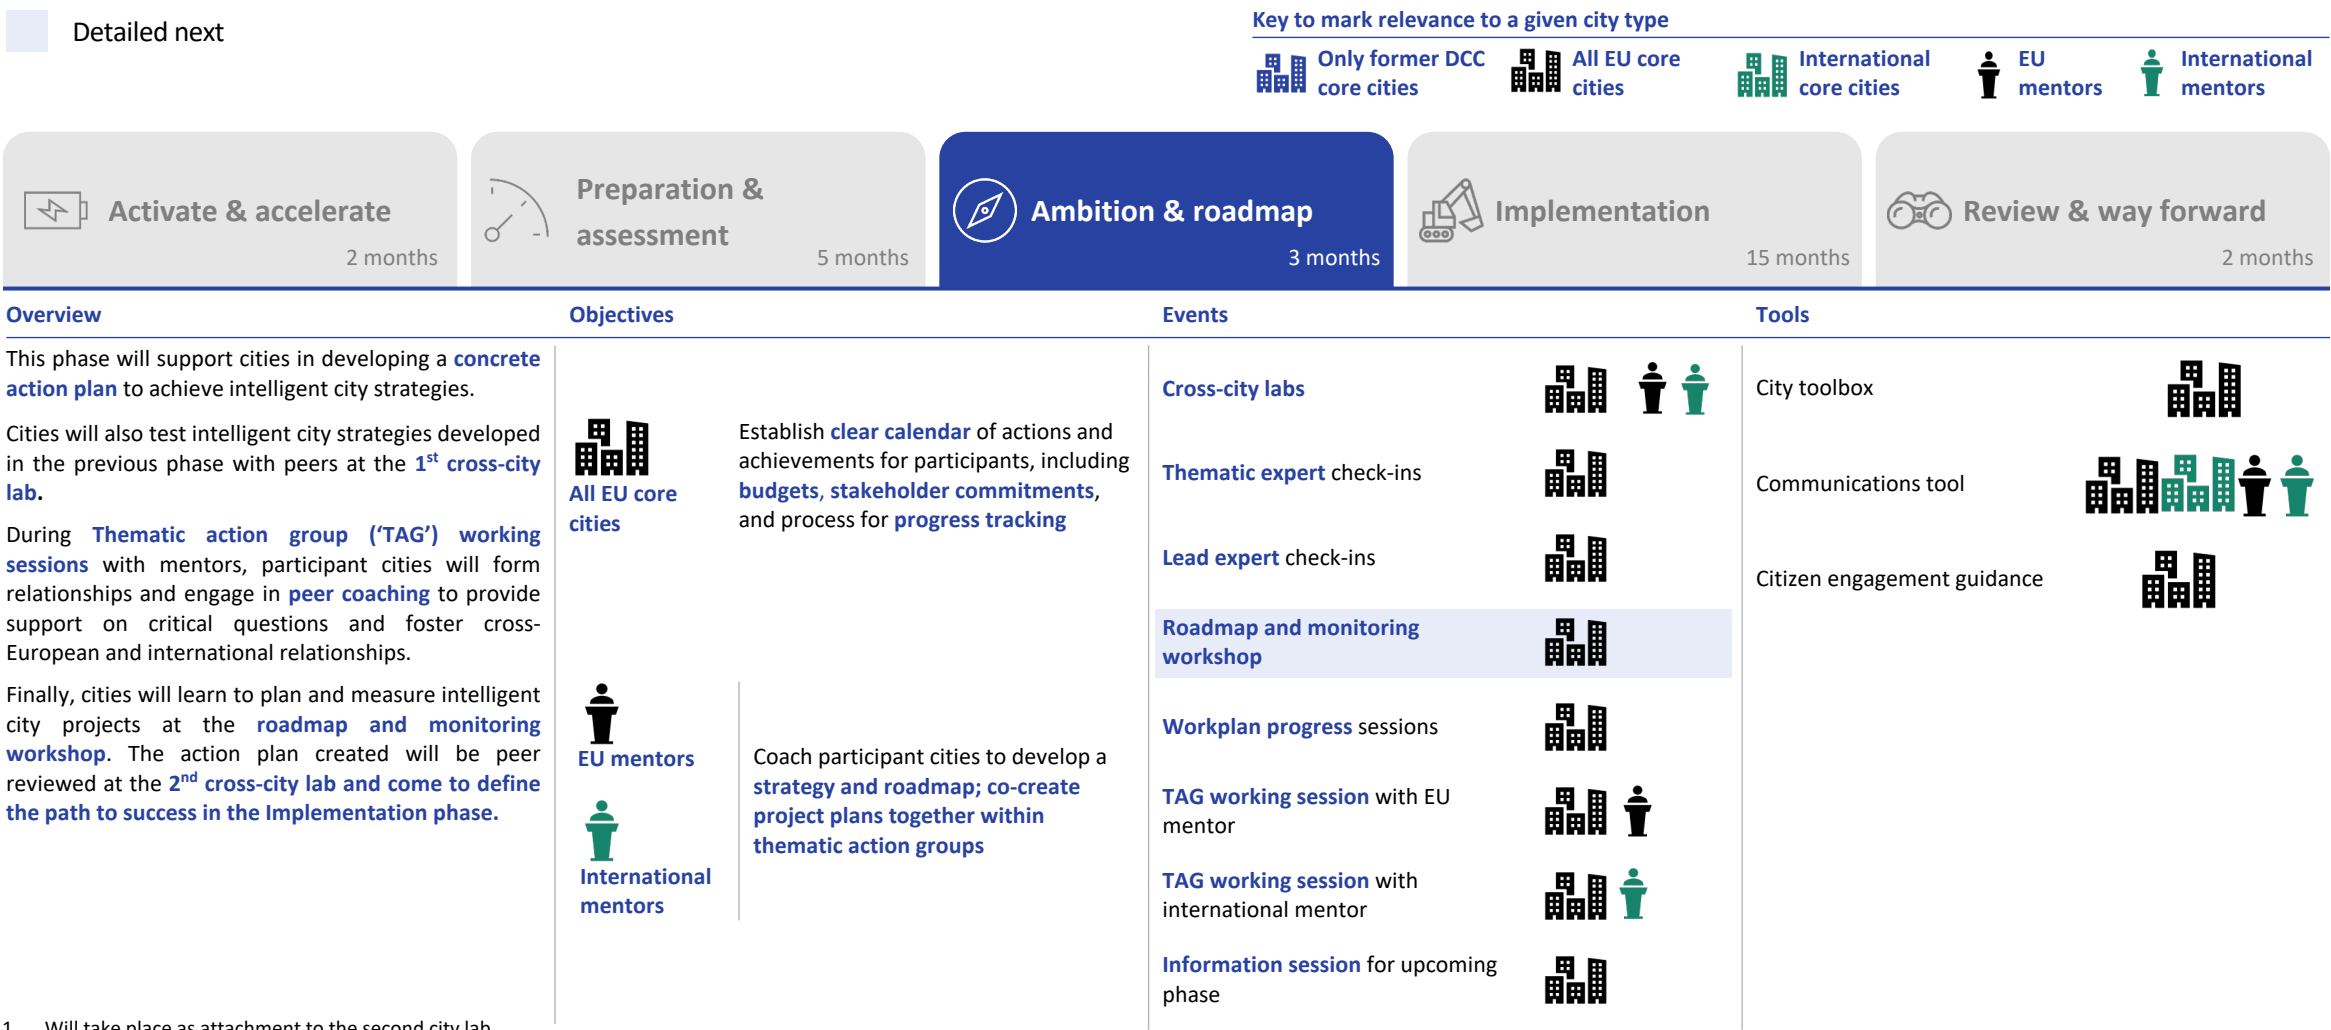 Detailed next
Key to mark relevance to a given city type
Only former DCC
core cities
All EU core
cities
International
core cities
EU
mentors
International
mentors
Activate & accelerate
2 months
Preparation &
assessment
5 months
Ambition & roadmap
3 months
Implementation
15 months
Review & way forward
2 months
Overview
This phase will support cities in developing a concrete
action plan to achieve intelligent city strategies.
Cities will also test intelligent city strategies developed
in the previous phase with peers at the 1st cross-city
lab.
During Thematic action group (‘TAG’) working
sessions with mentors, participant cities will form
relationships and engage in peer coaching to provide
support on critical questions and foster cross-
European and international relationships.
Finally, cities will learn to plan and measure intelligent
city projects at the roadmap and monitoring
workshop. The action plan created will be peer
reviewed at the 2nd cross-city lab and come to define
the path to success in the Implementation phase.
Objectives
All EU core
cities
Establish clear calendar of actions and
achievements for participants, including
budgets, stakeholder commitments,
and process for progress tracking
EU mentors
International
mentors
Coach participant cities to develop a
strategy and roadmap; co-create
project plans together within
thematic action groups
Events
Cross-city labs
Thematic expert check-ins
Lead expert check-ins
Roadmap and monitoring
workshop
Workplan progress sessions
TAG working session with EU
mentor
TAG working session with
international mentor
Information session for upcoming
phase
Tools
City toolbox
Communications tool
Citizen engagement guidance
1. Will take place as attachment to the second city lab